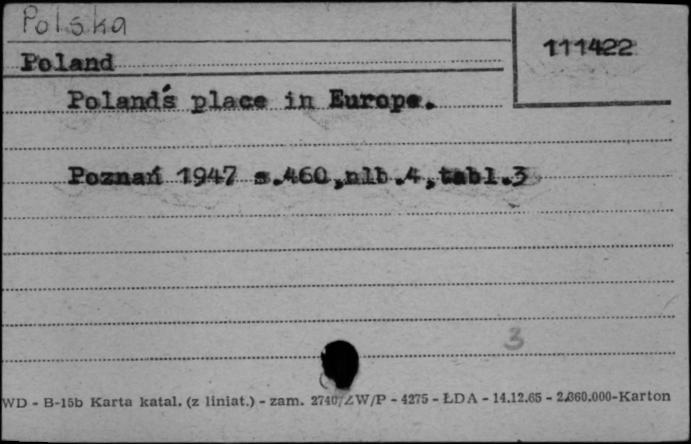 Polska
111422
Poland
Poland's place in Europe.
Poznań 1947 s.460,nlb.4,tabl.3
3
WD - B-15b Karta katal. (z liniat.) - zam. 2740/ZW/P - 4275 - ŁDA - 14.12.65 - 2.360.000-Karton